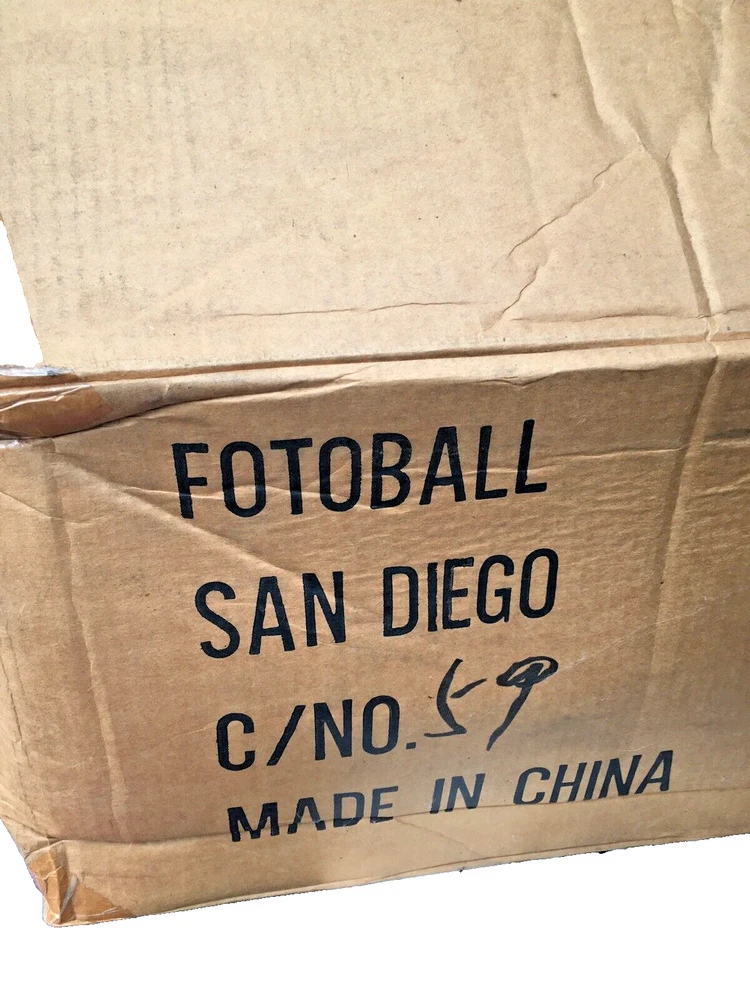 FOTOBALL
SAN DIEGO
C/NO. 59
MADE IN CHINA